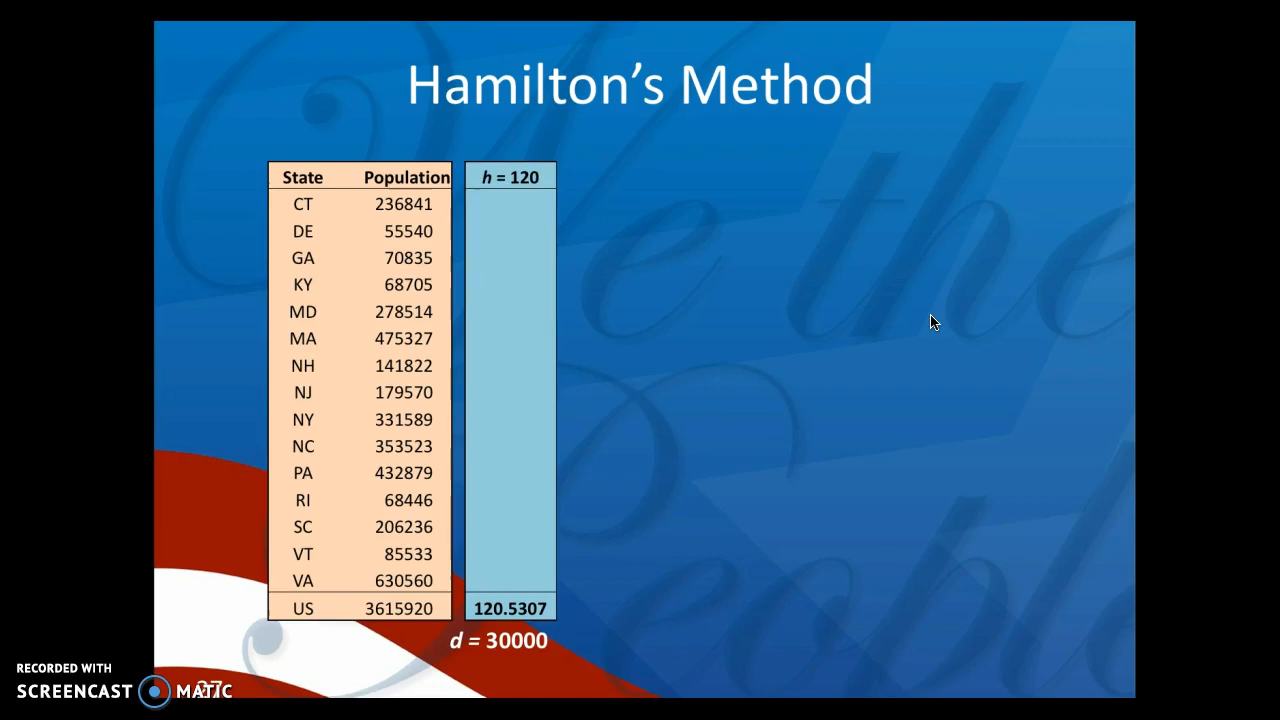 Hamilton's Method
State Population h = 120
CT 236841
DE 55540
GA 70835
KY 68705
MD 278514
MA 475327
NH 141822
NJ 179570
NY 331589
NC 353523
PA 432879
RI 68446
SC 206236
VT 85533
VA 630560
US 3615920 120.5307
d = 30000
RECORDED WITH
SCREENCAST MATIC